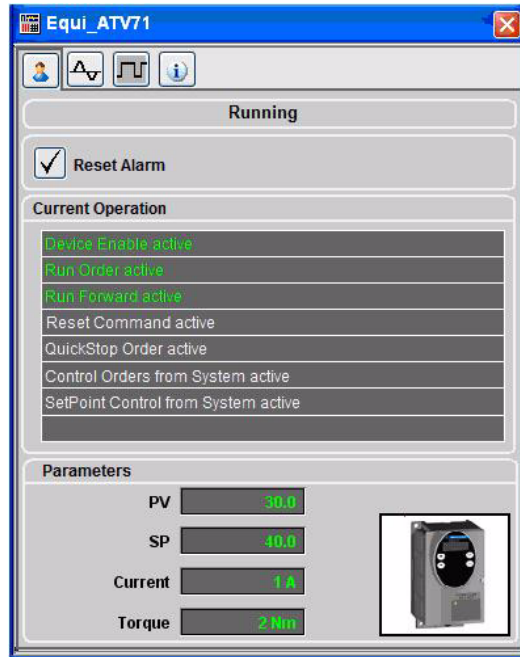 Equi_ATV71
Running
Reset Alarm
Current Operation
Device Enable active
Run Order active
Run Forward active
Reset Command active
QuickStop Order active
Control Orders from System active
SetPoint Control from System active
Parameters
PV 30.0
SP 40.0
Current 1 A
Torque 2 Nm